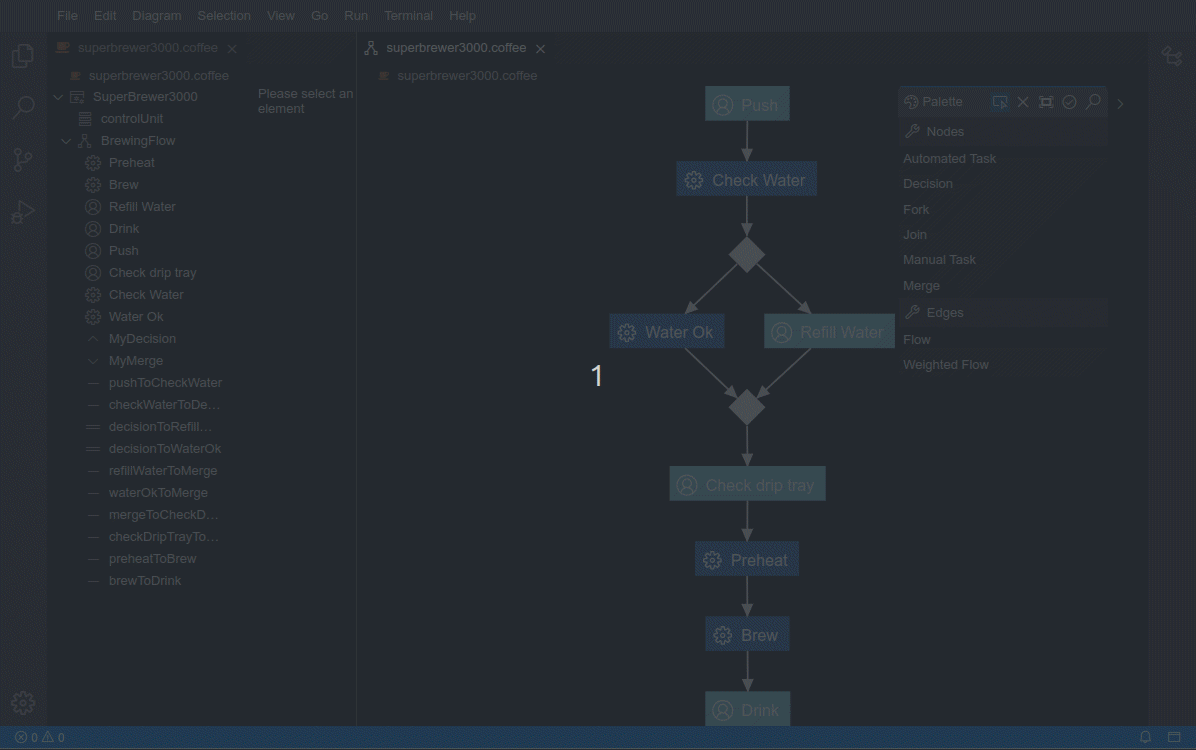 File Edit Diagram Selection View Go Run Terminal Help
superbrewer3000.coffee
superbrewer3000.coffee
SuperBrewer3000
controlUnit
BrewingFlow
Preheat
Brew
Refill Water
Drink
Push
Check drip tray
Check Water
Water Ok
MyDecision
MyMerge
pushToCheckWater
checkWaterToDe…
decisionToRefill…
decisionToWaterOk
refillWaterToMerge
waterOkToMerge
mergeToCheckD…
checkDripTrayTo…
preheatToBrew
brewToDrink
Please select an
element
superbrewer3000.coffee
superbrewer3000.coffee
Push
Check Water
Water Ok
Refill Water
1
Check drip tray
Preheat
Brew
Drink
Palette
Nodes
Automated Task
Decision
Fork
Join
Manual Task
Merge
Edges
Flow
Weighted Flow
0 0